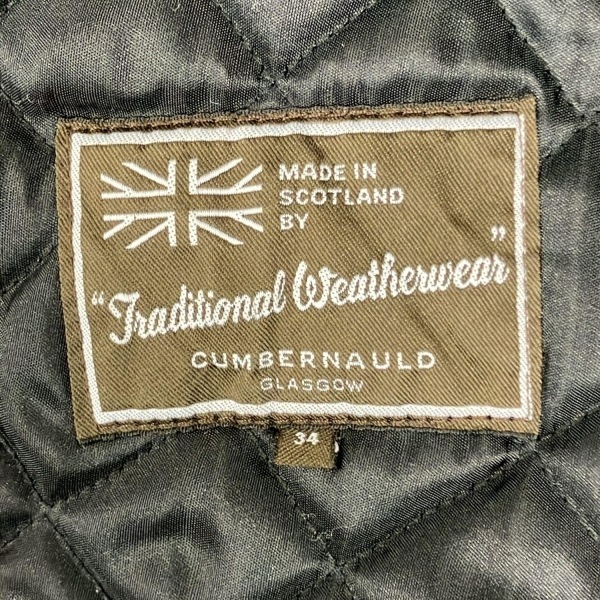 MADE IN
SCOTLAND
BY
"Traditional Weatherwear"
CUMBERNAULD
GLASGOW
34